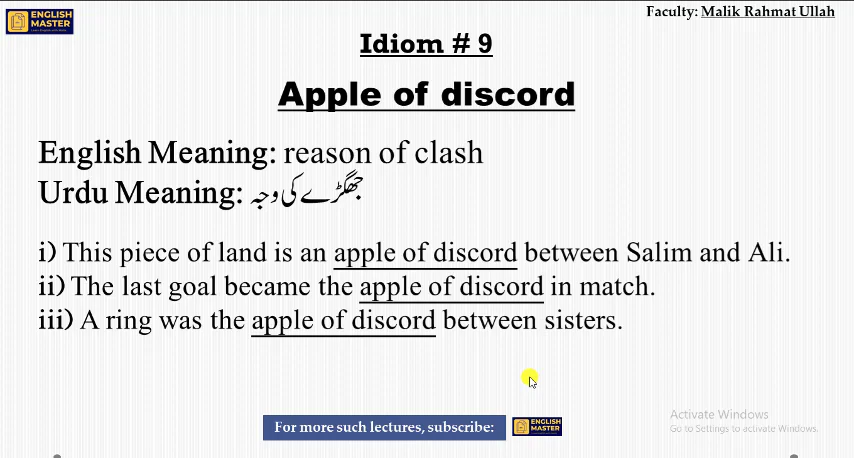 ENGLISH
MASTER
Faculty: Malik Rahmat Ullah
Idiom # 9
Apple of discord
English Meaning: reason of clash
Urdu Meaning: جھگڑے کی وجہ
i) This piece of land is an apple of discord between Salim and Ali.
ii) The last goal became the apple of discord in match.
iii) A ring was the apple of discord between sisters.
For more such lectures, subscribe:
ENGLISH
MASTER
Activate Windows
Go to Settings to activate Windows.